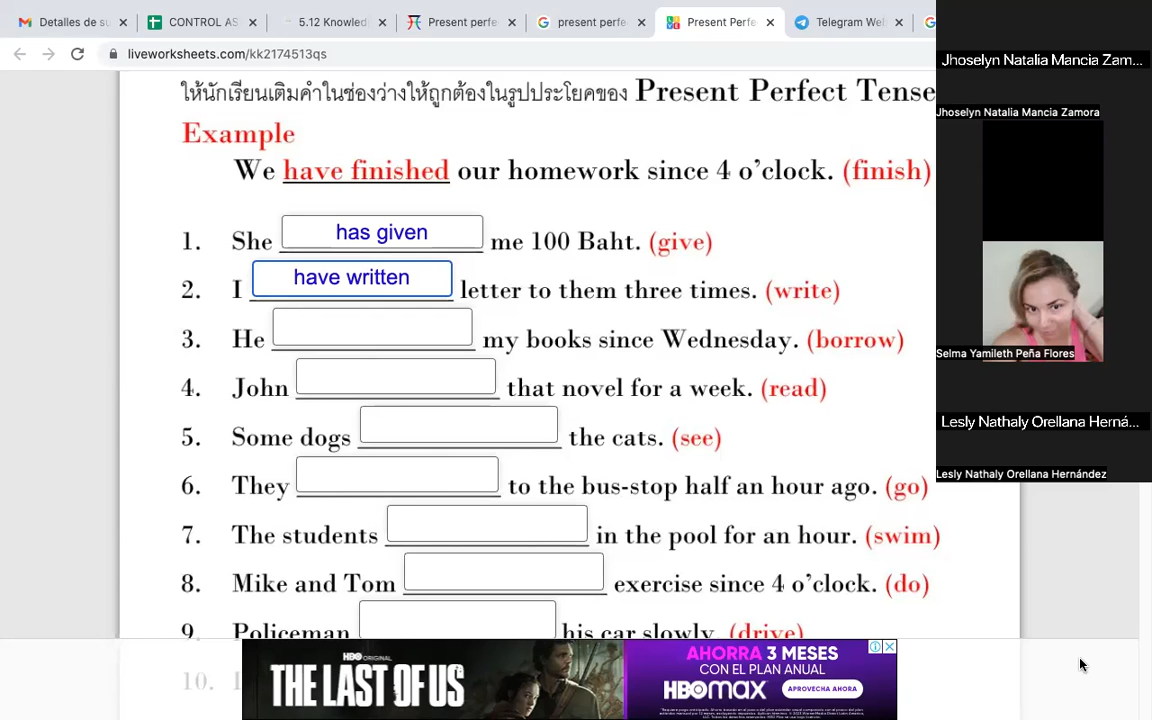 Detalles de su
CONTROL AS
5.12 Knowled
Present perfe
present perfe
Present Perfe
Telegram We
liveworksheets.com/kk2174513qs
ให้นักเรียนเติมคำในช่องว่างให้ถูกต้องในรูปประโยคของ Present Perfect Tense
Example
We have finished our homework since 4 o'clock. (finish)
1. She has given me 100 Baht. (give)
2. I have written letter to them three times. (write)
3. He my books since Wednesday. (borrow)
4. John that novel for a week. (read)
5. Some dogs the cats. (see)
6. They to the bus-stop half an hour ago. (go)
7. The students in the pool for an hour. (swim)
8. Mike and Tom exercise since 4 o'clock. (do)
9. Policeman his car slowly. (drive)
10.
HBO ORIGINAL
THE LAST OF US
AHORRA 3 MESES
CON EL PLAN ANUAL
HBOMAX APROVECHA AHORA
Jhoselyn Natalia Mancia Zam...
Jhoselyn Natalia Mancia Zamora
Selma Yamileth Peña Flores
Lesly Nathaly Orellana Herná...
Lesly Nathaly Orellana Hernández